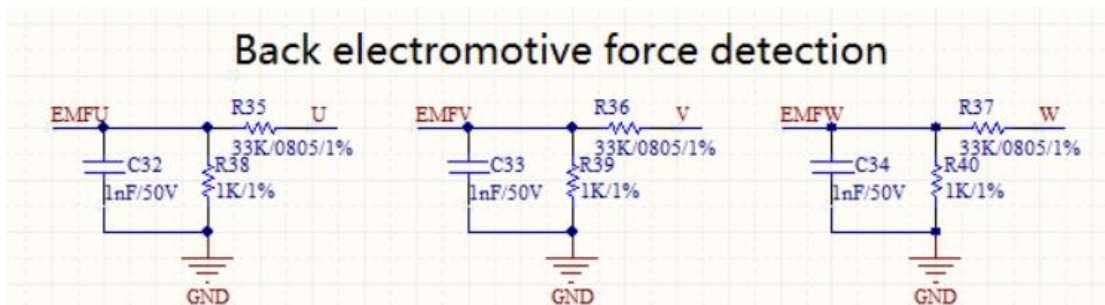 Back electromotive force detection
EMFU R35 U
33K/0805/1%
C32 R38
1nF/50V 1K/1%
GND
EMFV R36 V
33K/0805/1%
C33 R39
1nF/50V 1K/1%
GND
EMFW R37 W
33K/0805/1%
C34 R40
1nF/50V 1K/1%
GND